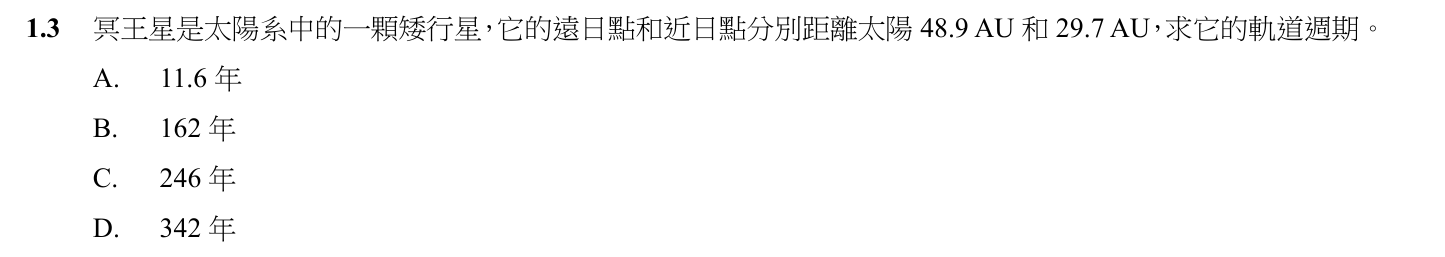 1.3 冥王星是太陽系中的一顆矮行星，它的遠日點和近日點分別距離太陽 48.9 AU 和 29.7 AU，求它的軌道週期。
A. 11.6 年
B. 162 年
C. 246 年
D. 342 年